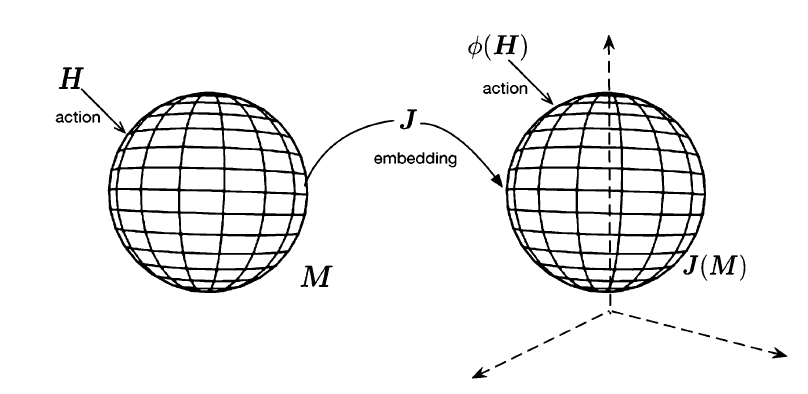 H
action
M
J
embedding
ϕ(H)
action
J(M)